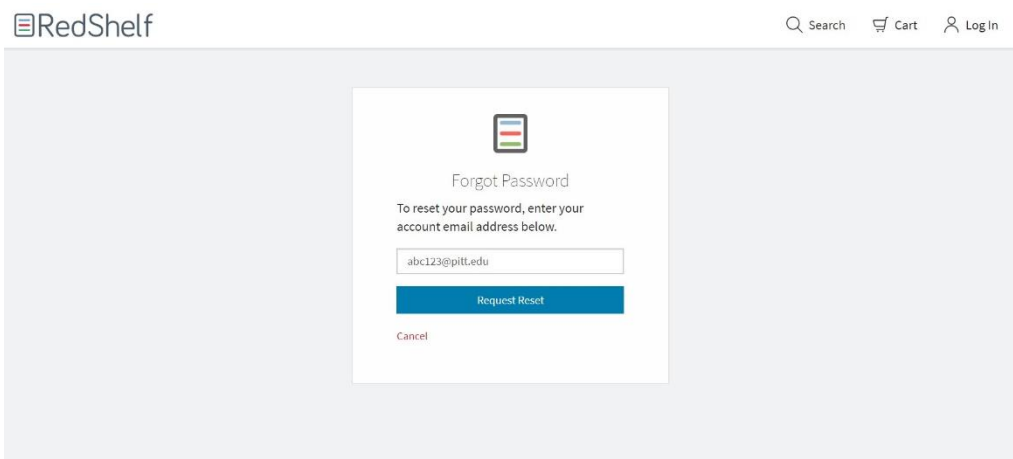 RedShelf
Search Cart Log In
Forgot Password
To reset your password, enter your
account email address below.
abc123@pitt.edu
Request Reset
Cancel